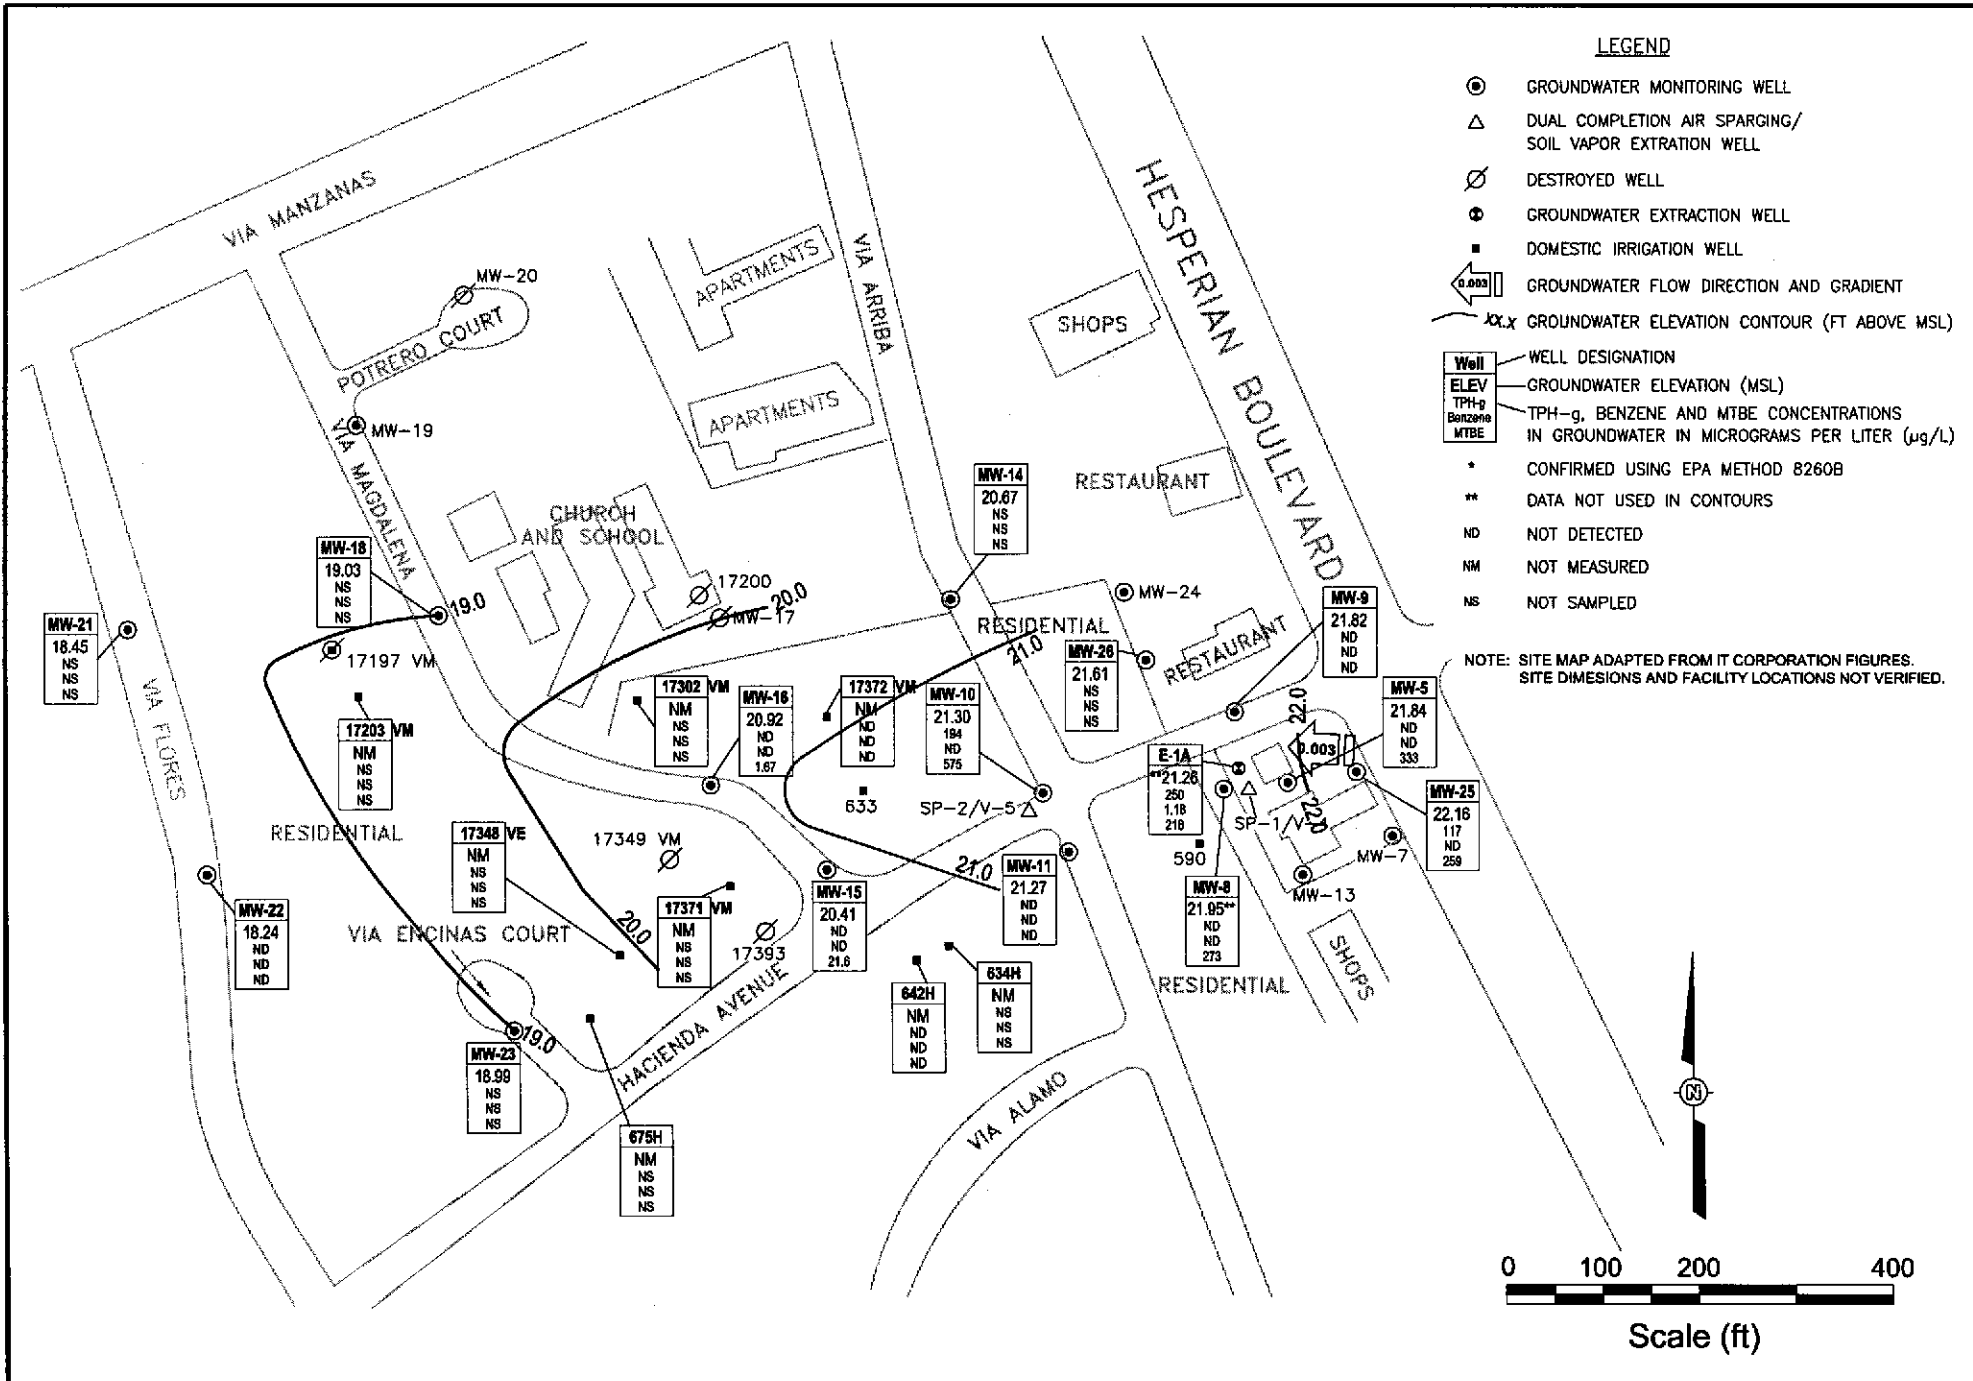 LEGEND
GROUNDWATER MONITORING WELL
DUAL COMPLETION AIR SPARGING/
SOIL VAPOR EXTRATION WELL
DESTROYED WELL
GROUNDWATER EXTRACTION WELL
DOMESTIC IRRIGATION WELL
0.003
GROUNDWATER FLOW DIRECTION AND GRADIENT
XX.X GROUNDWATER ELEVATION CONTOUR (FT ABOVE MSL)
Well
ELEV
TPH-g
Benzene
MTBE
WELL DESIGNATION
GROUNDWATER ELEVATION (MSL)
TPH-g, BENZENE AND MTBE CONCENTRATIONS
IN GROUNDWATER IN MICROGRAMS PER LITER (µg/L)
* CONFIRMED USING EPA METHOD 8260B
** DATA NOT USED IN CONTOURS
ND NOT DETECTED
NM NOT MEASURED
NS NOT SAMPLED
NOTE: SITE MAP ADAPTED FROM IT CORPORATION FIGURES.
SITE DIMESIONS AND FACILITY LOCATIONS NOT VERIFIED.
VIA MANZANAS
MW-20
POTRERO COURT
APARTMENTS
VIA ARRIBA
HESPERIAN BOULEVARD
SHOPS
APARTMENTS
MW-19
VIA MAGDALENA
RESTAURANT
CHURCH
AND SCHOOL
MW-14
20.67
NS
NS
NS
MW-18
19.03
NS
NS
NS
19.0
17200
20.0
MW-17
MW-24
RESIDENTIAL
21.0
RESTAURANT
MW-9
21.82
ND
ND
ND
MW-21
18.45
NS
NS
NS
17197 VM
MW-26
21.61
NS
NS
NS
VIA FLORES
17203 VM
NM
NS
NS
NS
17302 VM
NM
NS
NS
NS
MW-16
20.92
ND
ND
1.67
17372 VM
NM
ND
ND
ND
MW-10
21.30
194
ND
575
22.0
0.003
MW-5
21.84
ND
ND
333
E-1A
**21.26
250
1.18
218
633
SP-2/V-5
SP-1/V-
22.0
MW-25
22.16
117
ND
259
RESIDENTIAL
17348 VE
NM
NS
NS
NS
17349 VM
590
MW-7
MW-13
MW-22
18.24
ND
ND
ND
VIA ENCINAS COURT
20.0
17371 VM
NM
NS
NS
NS
17393
MW-15
20.41
ND
ND
21.6
21.0
MW-11
21.27
ND
ND
ND
MW-8
21.95**
ND
ND
273
SHOPS
RESIDENTIAL
642H
NM
ND
ND
ND
634H
NM
NS
NS
NS
19.0
MW-23
18.99
NS
NS
NS
HACIENDA AVENUE
VIA ALAMO
675H
NM
NS
NS
NS
N
0 100 200 400
Scale (ft)